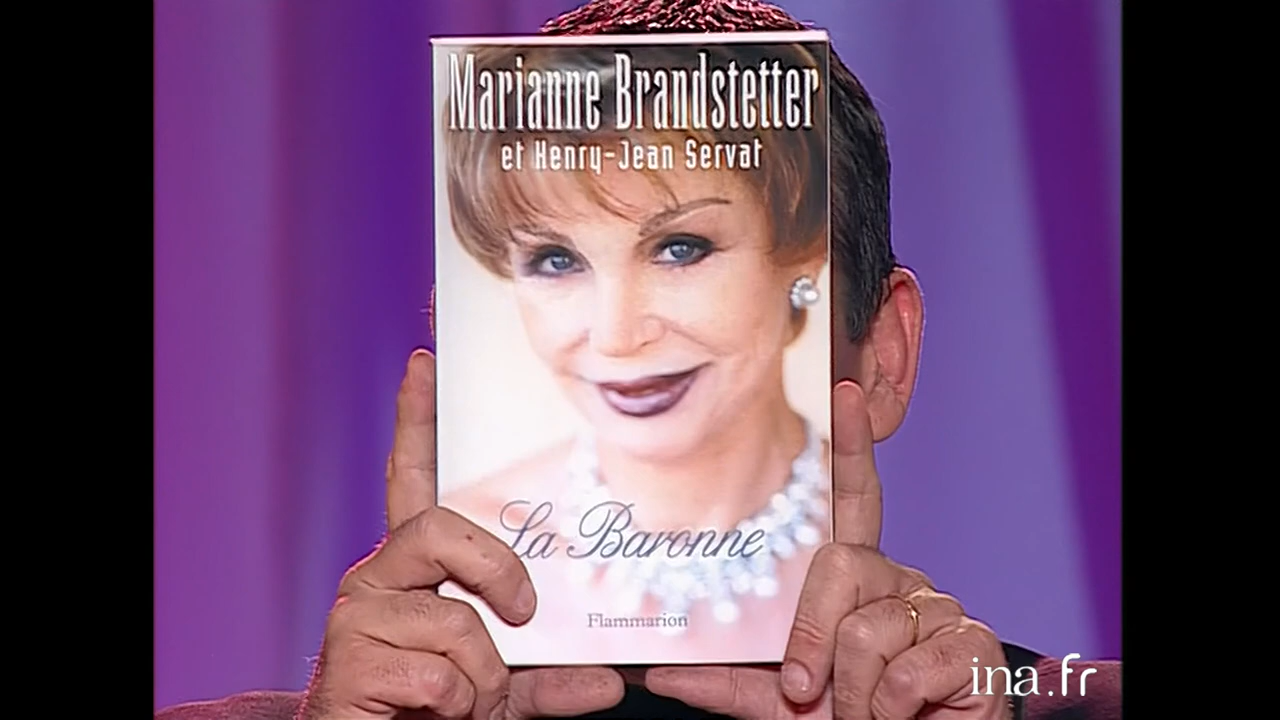 Marianne Brandstetter
et Henry-Jean Servat
La Baronne
Flammarion
ina.fr